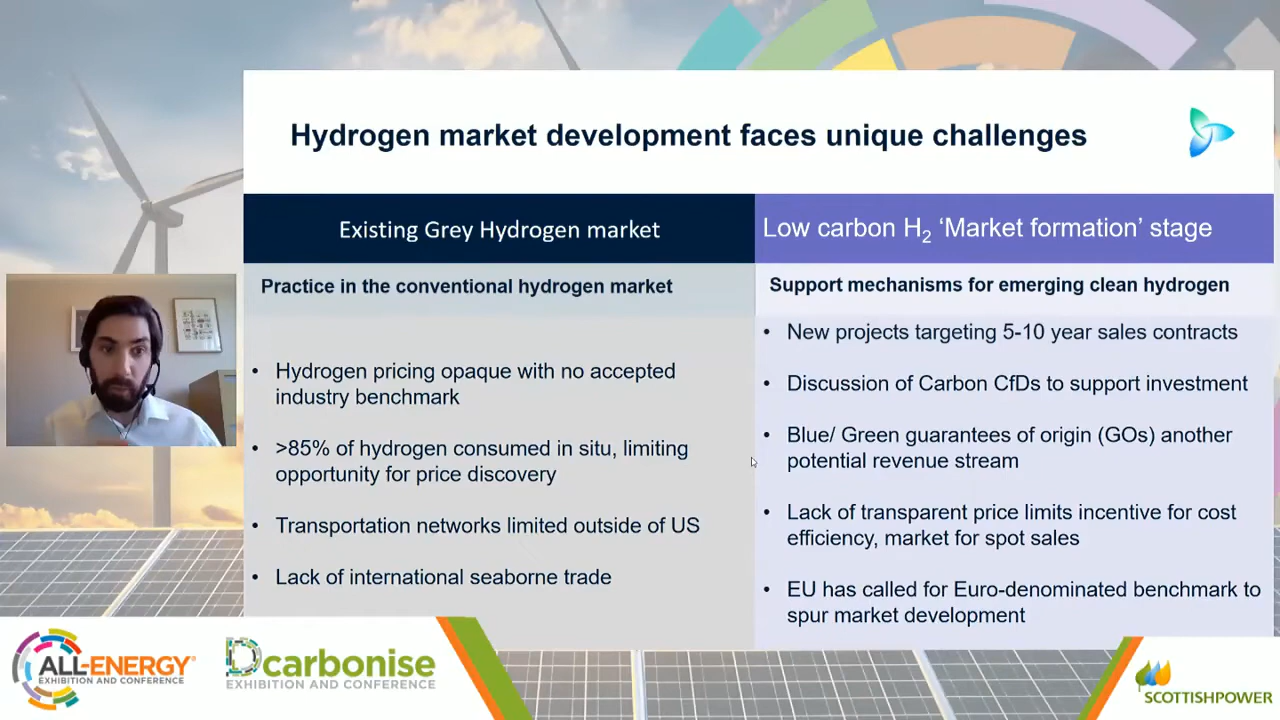 Hydrogen market development faces unique challenges
Existing Grey Hydrogen market
Low carbon H₂ ‘Market formation’ stage
Practice in the conventional hydrogen market
• Hydrogen pricing opaque with no accepted
industry benchmark
• >85% of hydrogen consumed in situ, limiting
opportunity for price discovery
• Transportation networks limited outside of US
• Lack of international seaborne trade
Support mechanisms for emerging clean hydrogen
• New projects targeting 5-10 year sales contracts
• Discussion of Carbon CfDs to support investment
• Blue/ Green guarantees of origin (GOs) another
potential revenue stream
• Lack of transparent price limits incentive for cost
efficiency, market for spot sales
• EU has called for Euro-denominated benchmark to
spur market development
ALL-ENERGY®
EXHIBITION AND CONFERENCE
Dcarbonise
EXHIBITION AND CONFERENCE
SCOTTISHPOWER